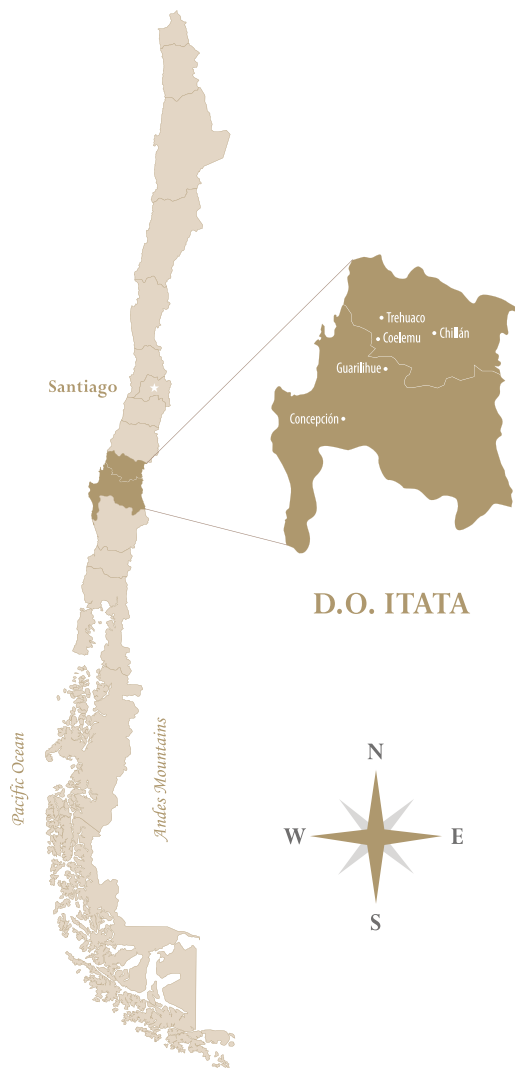 Trehuaco
Chillán
Coelemu
Guarilihue
Santiago
Concepción
D.O. ITATA
Pacific Ocean
Andes Mountains
N
W
E
S